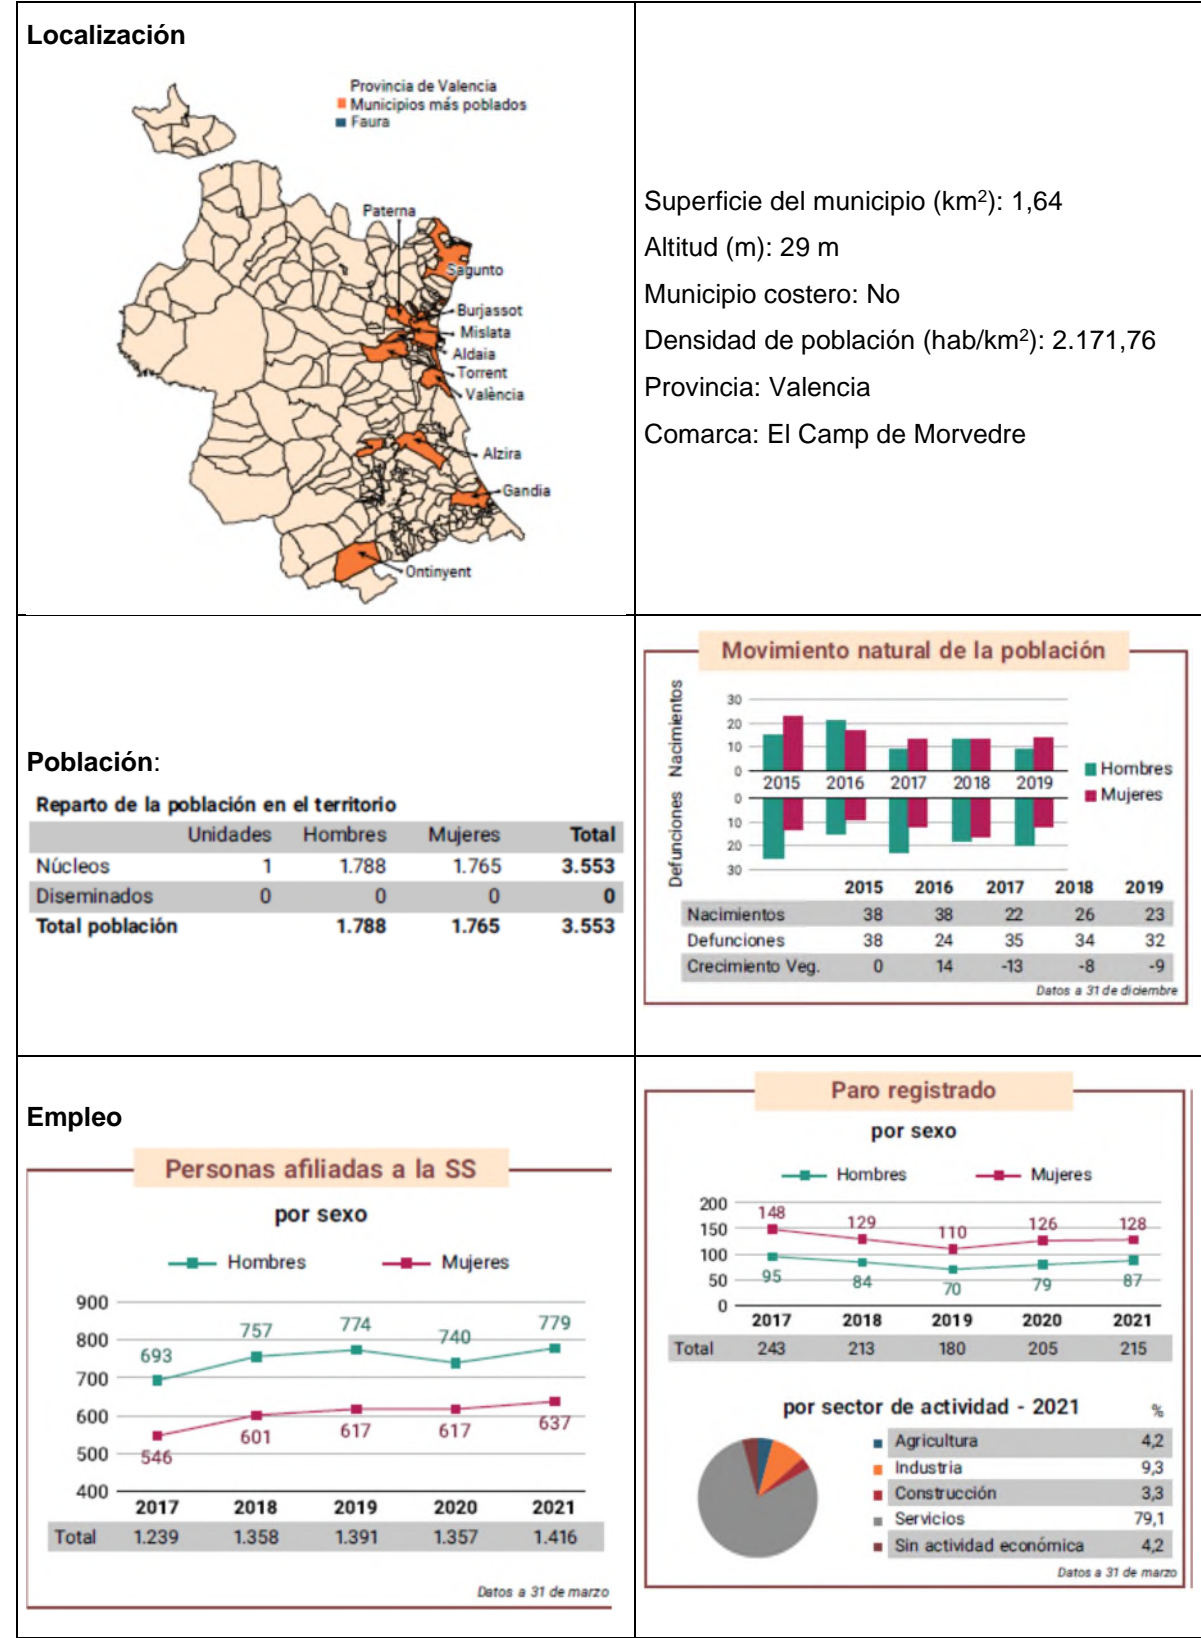 Localización
Provincia de Valencia
Municipios más poblados
Faura
Paterna
Sagunto
Burjassot
Mislata
Aldaia
Torrent
València
Alzira
Gandia
Ontinyent
Superficie del municipio (km²): 1,64
Altitud (m): 29 m
Municipio costero: No
Densidad de población (hab/km²): 2.171,76
Provincia: Valencia
Comarca: El Camp de Morvedre
Población:
Reparto de la población en el territorio
Unidades Hombres Mujeres Total
Núcleos 1 1.788 1.765 3.553
Diseminados 0 0 0 0
Total población 1.788 1.765 3.553
Movimiento natural de la población
Nacimientos
30
20
10
0
2015 2016 2017 2018 2019
Hombres
Mujeres
Defunciones
0
10
20
30
2015 2016 2017 2018 2019
Nacimientos 38 38 22 26 23
Defunciones 38 24 35 34 32
Crecimiento Veg. 0 14 -13 -8 -9
Datos a 31 de diciembre
Empleo
Personas afiliadas a la SS
por sexo
Hombres Mujeres
900
800
700
600
500
400
693 757 774 740 779
546 601 617 617 637
2017 2018 2019 2020 2021
Total 1.239 1.358 1.391 1.357 1.416
Datos a 31 de marzo
Paro registrado
por sexo
Hombres Mujeres
200
150
100
50
0
148 129 110 126 128
95 84 70 79 87
2017 2018 2019 2020 2021
Total 243 213 180 205 215
por sector de actividad - 2021 %
Agricultura 4,2
Industria 9,3
Construcción 3,3
Servicios 79,1
Sin actividad económica 4,2
Datos a 31 de marzo